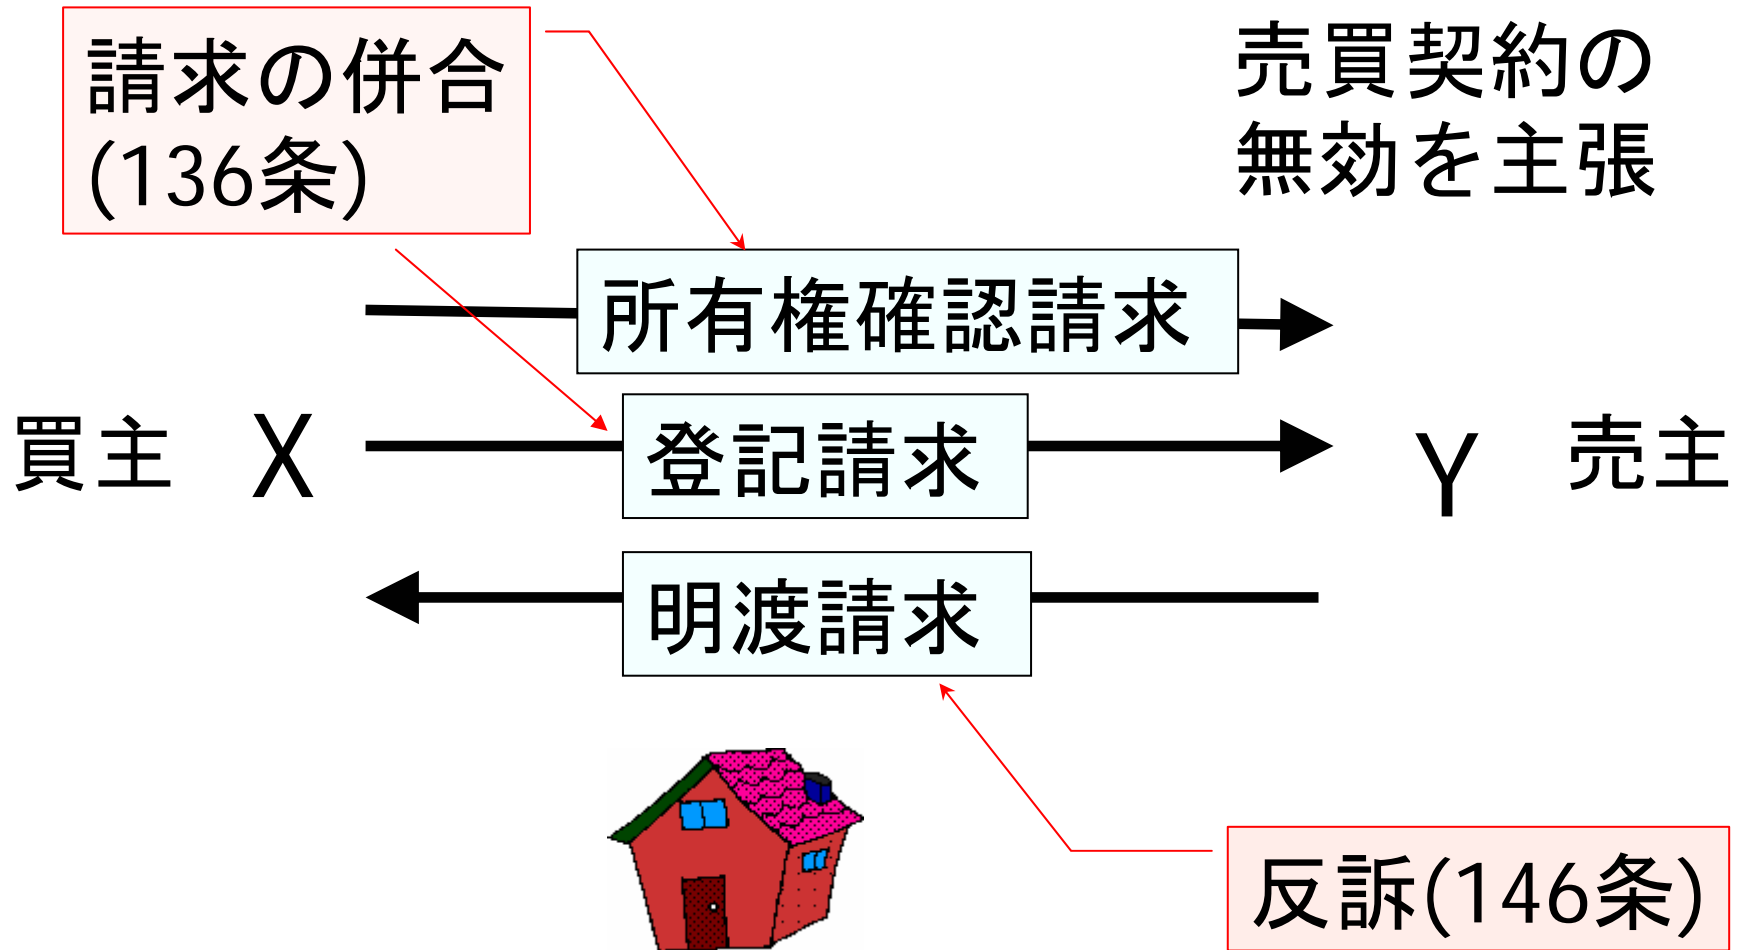 請求の併合
(136条)
売買契約の
無効を主張
所有権確認請求
買主 X
登記請求
Y 売主
明渡請求
反訴(146条)